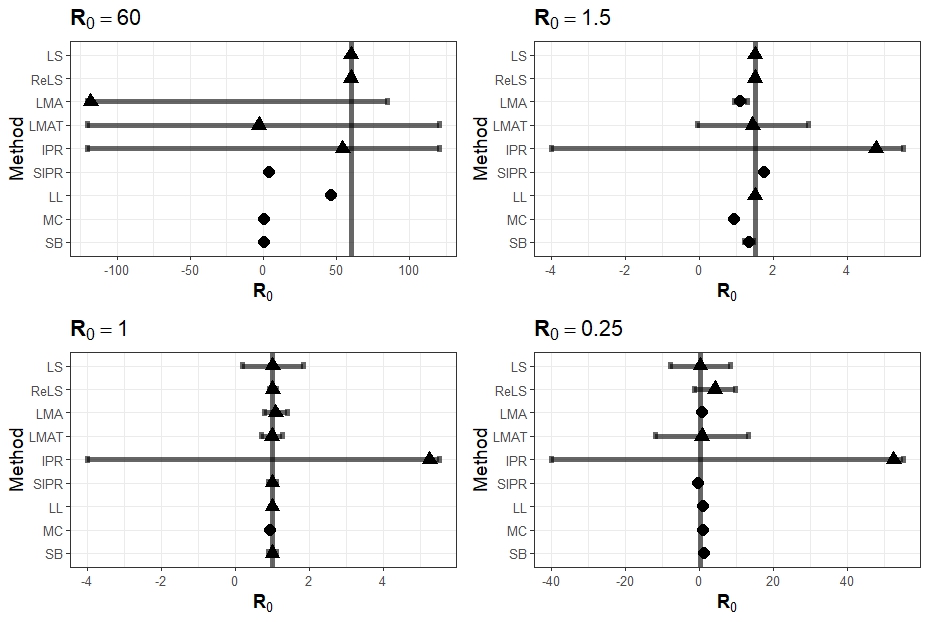 R0 = 60
Method
LS
ReLS
LMA
LMAT
IPR
SIPR
LL
MC
SB
-100 -50 0 50 100
R0
R0 = 1.5
Method
LS
ReLS
LMA
LMAT
IPR
SIPR
LL
MC
SB
-4 -2 0 2 4
R0
R0 = 1
Method
LS
ReLS
LMA
LMAT
IPR
SIPR
LL
MC
SB
-4 -2 0 2 4
R0
R0 = 0.25
Method
LS
ReLS
LMA
LMAT
IPR
SIPR
LL
MC
SB
-40 -20 0 20 40
R0